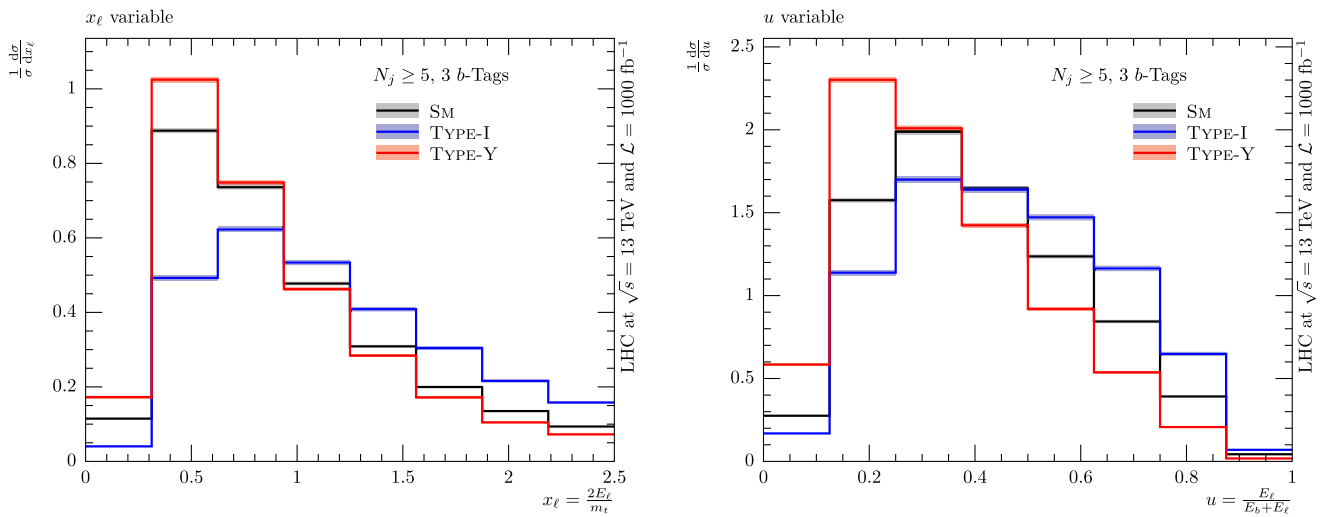 x_ℓ variable
1/σ dσ/dx_ℓ
N_j ≥ 5, 3 b-Tags
SM
TYPE-I
TYPE-Y
1
0.8
0.6
0.4
0.2
0
0 0.5 1 1.5 2 2.5
x_ℓ = 2E_ℓ/m_t
LHC at √s = 13 TeV and ℒ = 1000 fb⁻¹
u variable
1/σ dσ/du
N_j ≥ 5, 3 b-Tags
SM
TYPE-I
TYPE-Y
2.5
2
1.5
1
0.5
0
0 0.2 0.4 0.6 0.8 1
u = E_ℓ/(E_b+E_ℓ)
LHC at √s = 13 TeV and ℒ = 1000 fb⁻¹